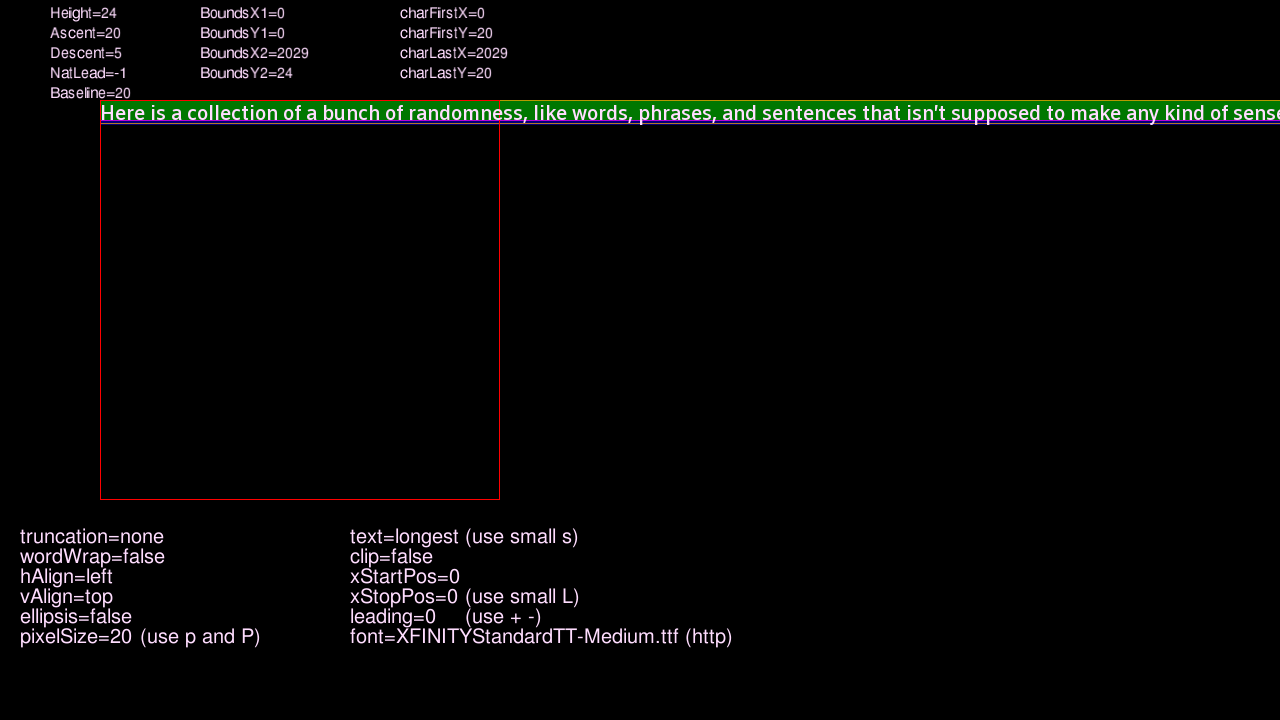 Height=24 BoundsX1=0 charFirstX=0
Ascent=20 BoundsY1=0 charFirstY=20
Descent=5 BoundsX2=2029 charLastX=2029
NatLead=-1 BoundsY2=24 charLastY=20
Baseline=20
Here is a collection of a bunch of randomness, like words, phrases, and sentences that isn't supposed to make any kind of sense
truncation=none text=longest (use small s)
wordWrap=false clip=false
hAlign=left xStartPos=0
vAlign=top xStopPos=0 (use small L)
ellipsis=false leading=0 (use + -)
pixelSize=20 (use p and P) font=XFINITYStandardTT-Medium.ttf (http)